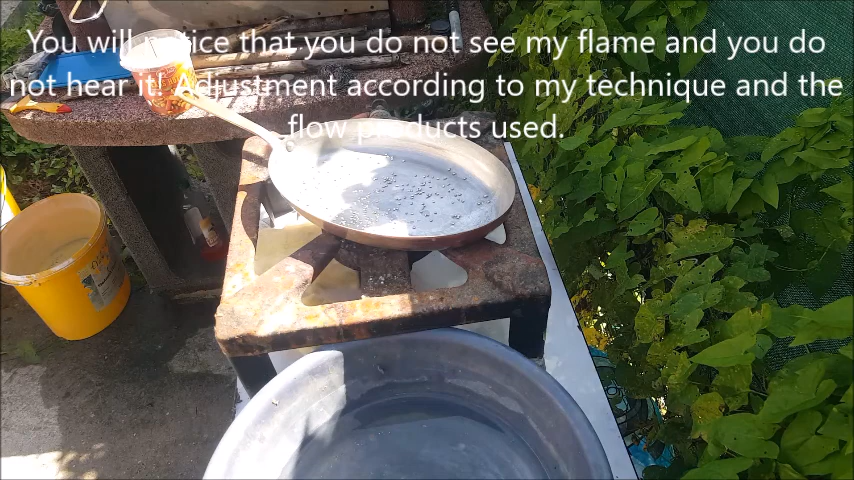 You will notice that you do not see my flame and you do
not hear it! Adjustment according to my technique and the
flow products used.